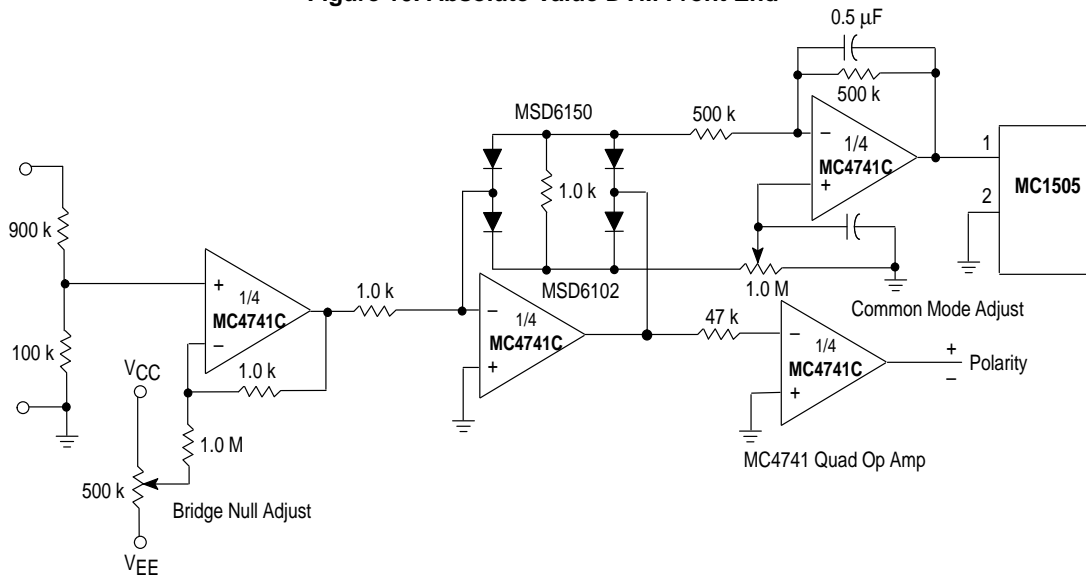 Figure 16. Absolute Value DVM Front End
0.5 µF
500 k
MSD6150
500 k
1/4
MC4741C
−
+
1
2
MC1505
900 k
1.0 k
1.0 M
Common Mode Adjust
MSD6102
+
−
1/4
MC4741C
1.0 k
−
+
1/4
MC4741C
47 k
−
+
1/4
MC4741C
+
−
Polarity
100 k
VCC
1.0 k
1.0 M
500 k
Bridge Null Adjust
VEE
MC4741 Quad Op Amp